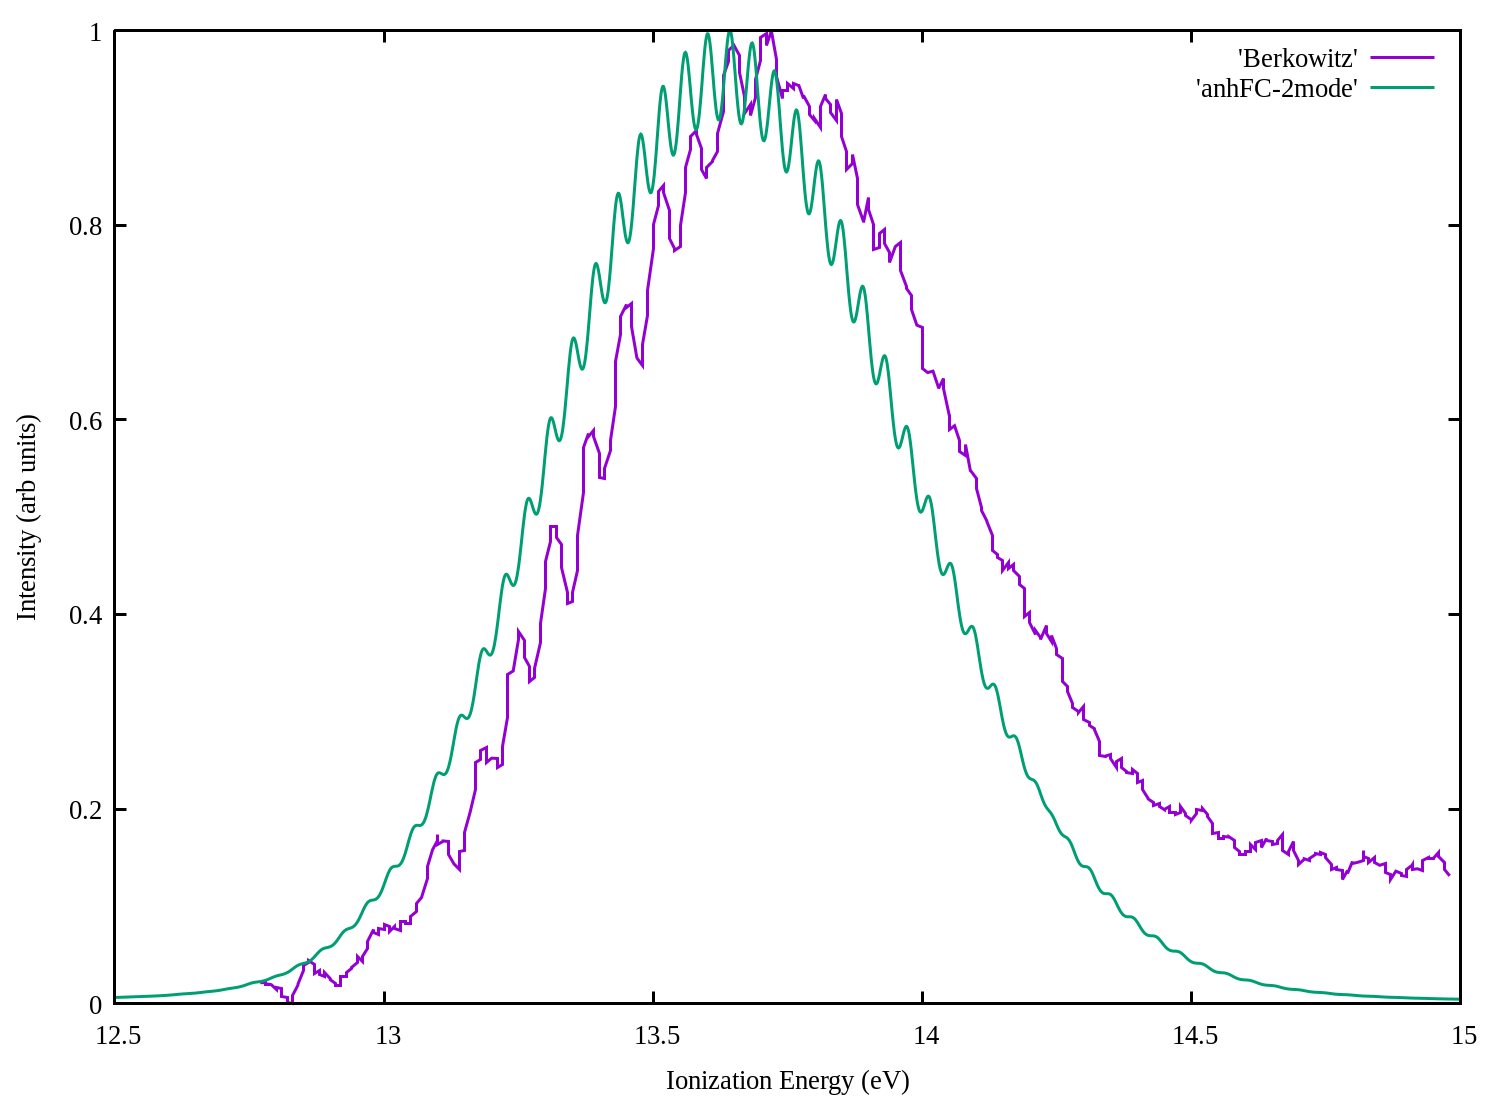 1
'Berkowitz'
'anhFC-2mode'
0.8
0.6
Intensity (arb units)
0.4
0.2
0
12.5 13 13.5 14 14.5 15
Ionization Energy (eV)